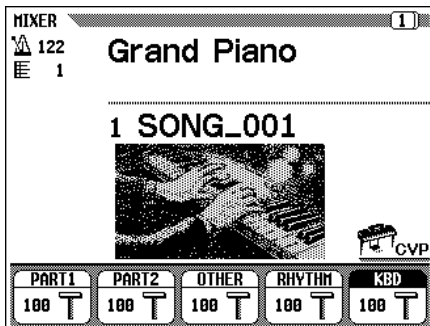 MIXER 1
122 Grand Piano
1
1 SONG_001
CVP
PART1 PART2 OTHER RHYTHM KBD
100 100 100 100 100